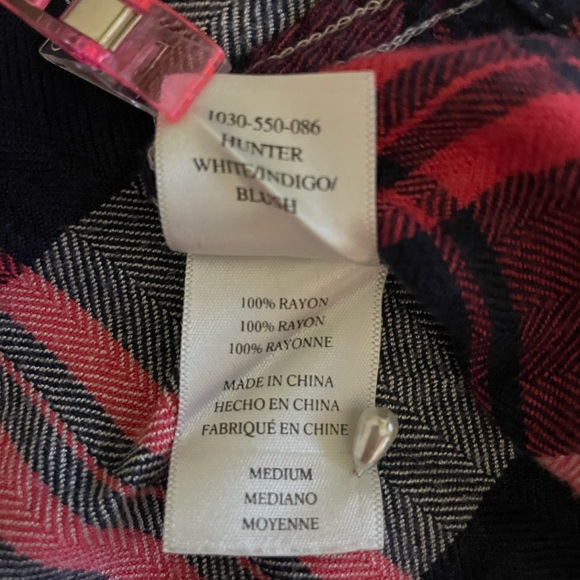 1030-550-086
HUNTER
WHITE/INDIGO/
BLUSH
100% RAYON
100% RAYON
100% RAYONNE
MADE IN CHINA
HECHO EN CHINA
FABRIQUÉ EN CHINE
MEDIUM
MEDIANO
MOYENNE